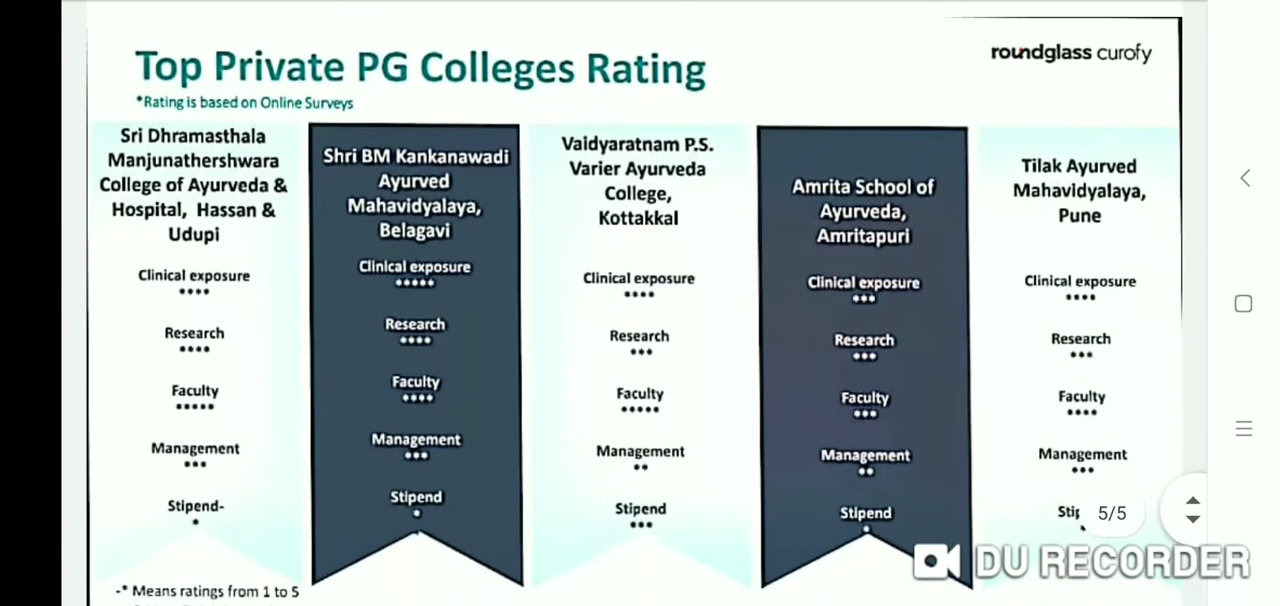 Top Private PG Colleges Rating
roundglass curofy
*Rating is based on Online Surveys
Sri Dhramasthala
Manjunathershwara
College of Ayurveda &
Hospital, Hassan &
Udupi
Clinical exposure
****
Research
****
Faculty
*****
Management
***
Stipend-
*
Shri BM Kankanawadi
Ayurved
Mahavidyalaya,
Belagavi
Clinical exposure
*****
Research
****
Faculty
****
Management
***
Stipend
*
Vaidyaratnam P.S.
Varier Ayurveda
College,
Kottakkal
Clinical exposure
****
Research
***
Faculty
*****
Management
**
Stipend
***
Amrita School of
Ayurveda,
Amritapuri
Clinical exposure
***
Research
***
Faculty
***
Management
**
Stipend
*
Tilak Ayurved
Mahavidyalaya,
Pune
Clinical exposure
****
Research
***
Faculty
****
Management
***
5/5
-* Means ratings from 1 to 5
DU RECORDER